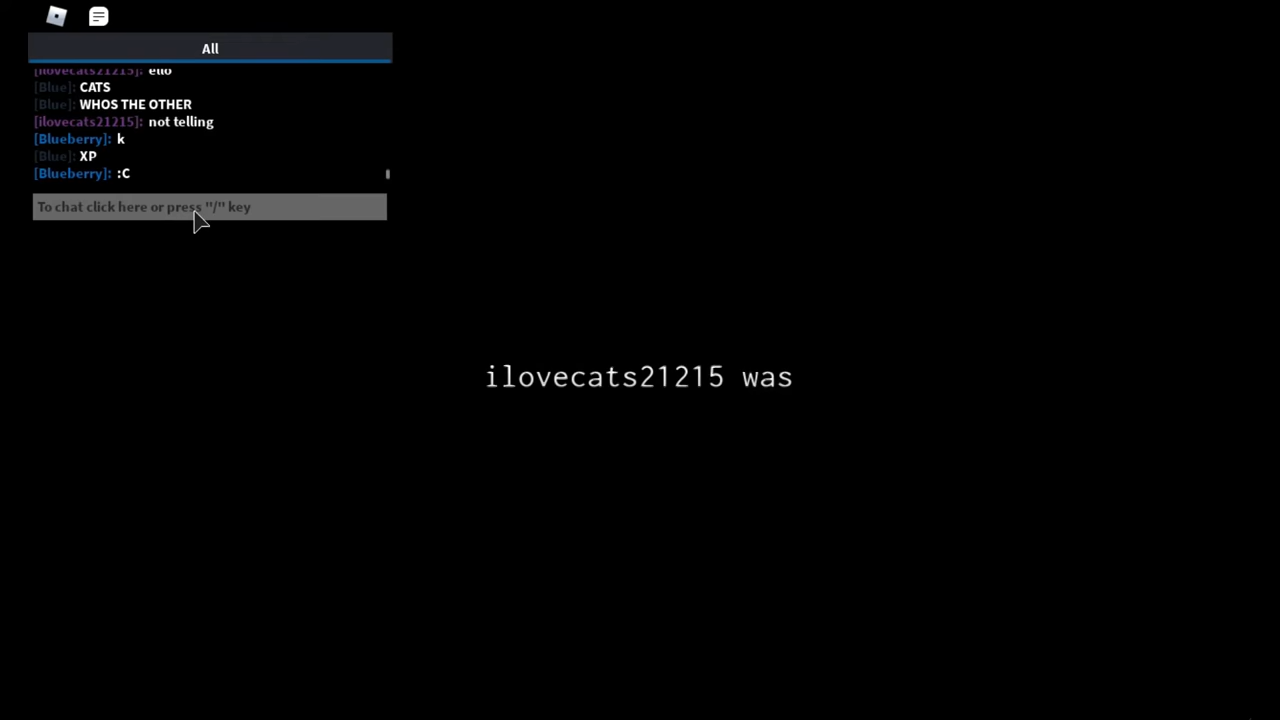 All
[ilovecats21215]: ello
[Blue]: CATS
[Blue]: WHOS THE OTHER
[ilovecats21215]: not telling
[Blueberry]: k
[Blue]: XP
[Blueberry]: :C
To chat click here or press "/" key
ilovecats21215 was